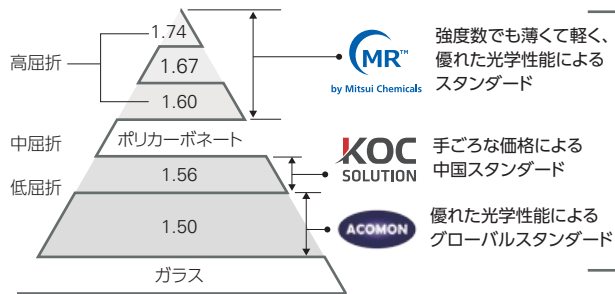 1.74
高屈折
1.67
1.60
MR™
by Mitsui Chemicals
強度数でも薄くて軽く、
優れた光学性能による
スタンダード
中屈折
ポリカーボネート
KOC
SOLUTION
手ごろな価格による
中国スタンダード
低屈折
1.56
1.50
ACOMON
優れた光学性能による
グローバルスタンダード
ガラス